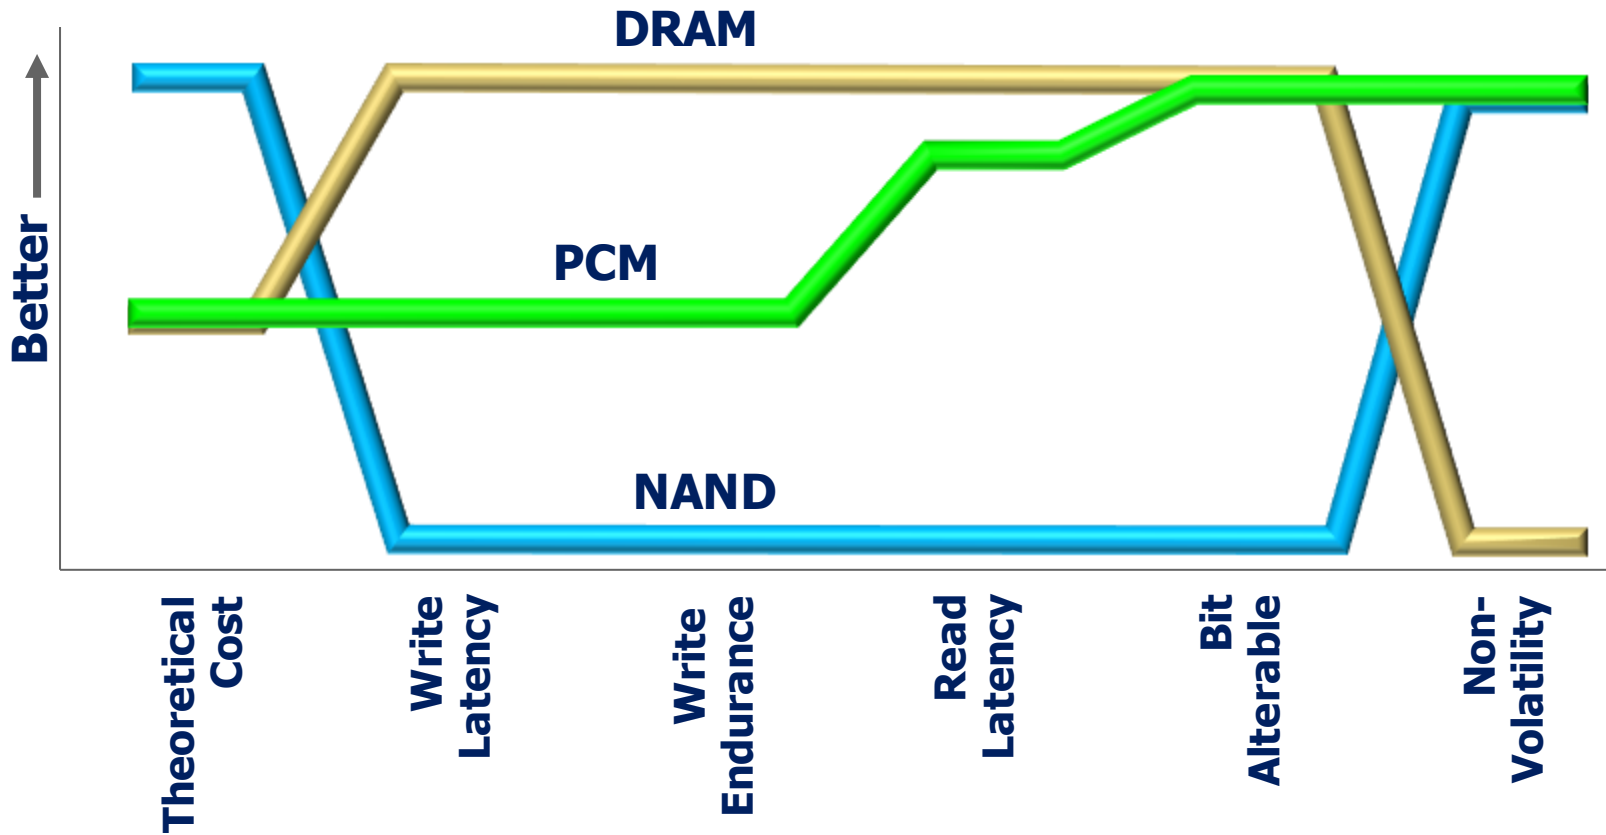 DRAM
Better
PCM
NAND
Theoretical
Cost
Write
Latency
Write
Endurance
Read
Latency
Bit
Alterable
Non-
Volatility